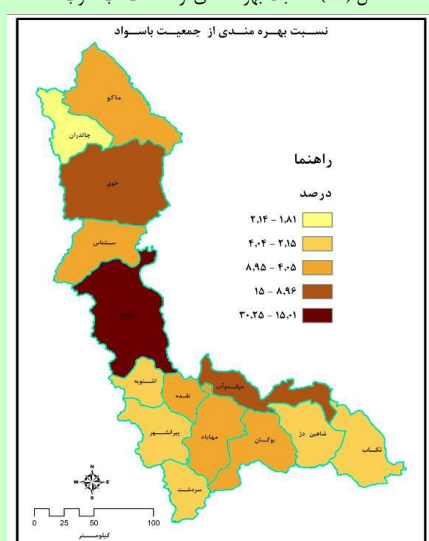 نسبت بهره مندی از جمعیت باسواد
ماکو
چالدران
خوی
سلماس
راهنما
درصد
۲,۱۴ - ۱,۸۱
۴,۰۴ - ۲,۱۵
۸,۹۵ - ۴,۰۵
۱۵ - ۸,۹۶
۳۰,۲۵ - ۱۵,۰۱
اشنویه
نقده
میاندوآب
پیرانشهر
مهاباد
بوکان
شاهین دژ
تکاب
سردشت
N
W E
S
0 25 50 100
کیلومتر